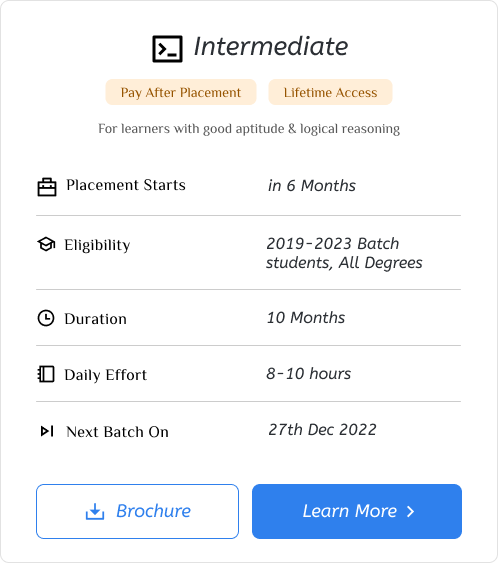 Intermediate
Pay After Placement
Lifetime Access
For learners with good aptitude & logical reasoning
Placement Starts
in 6 Months
Eligibility
2019-2023 Batch
students, All Degrees
Duration
10 Months
Daily Effort
8-10 hours
Next Batch On
27th Dec 2022
Brochure
Learn More